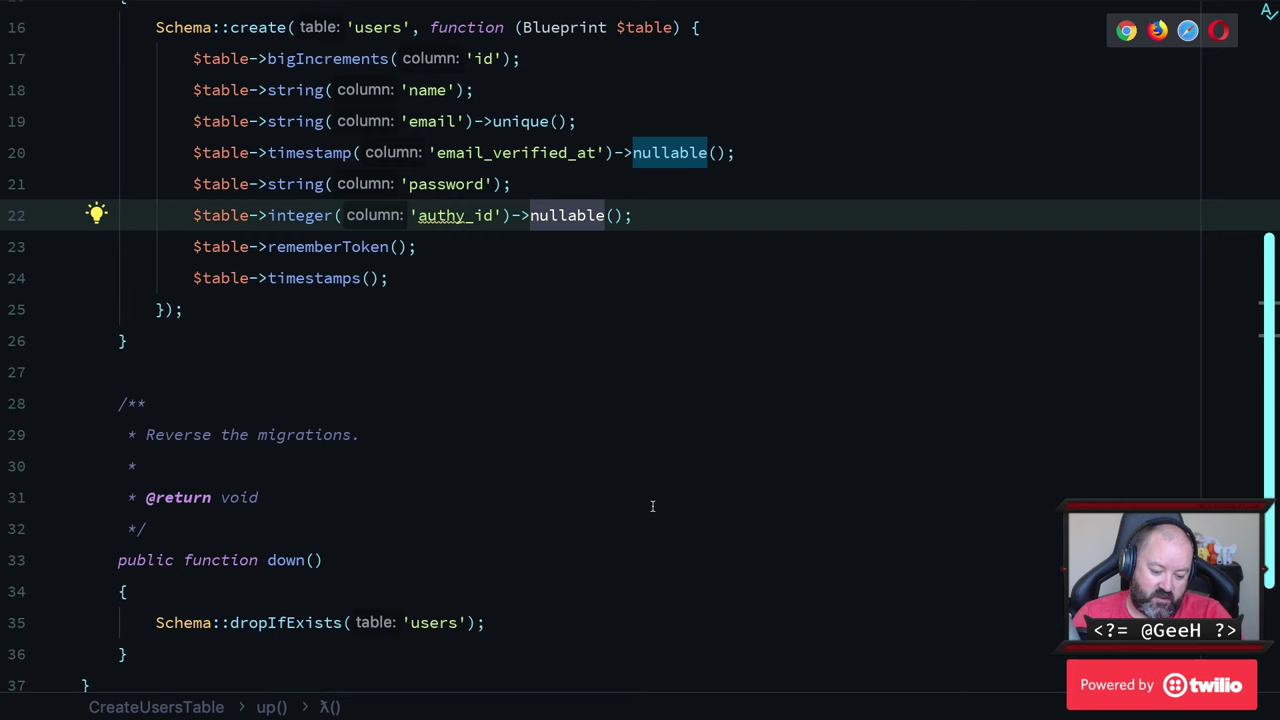 16 Schema::create( table: 'users', function (Blueprint $table) {
17 $table->bigIncrements( column: 'id');
18 $table->string( column: 'name');
19 $table->string( column: 'email')->unique();
20 $table->timestamp( column: 'email_verified_at')->nullable();
21 $table->string( column: 'password');
22 $table->integer( column: 'authy_id')->nullable();
23 $table->rememberToken();
24 $table->timestamps();
25 });
26 }
27
28 /**
29 * Reverse the migrations.
30 *
31 * @return void
32 */
33 public function down()
34 {
35 Schema::dropIfExists( table: 'users');
36 }
37 }
CreateUsersTable > up() > λ()
<?= @GeeH ?>
Powered by twilio